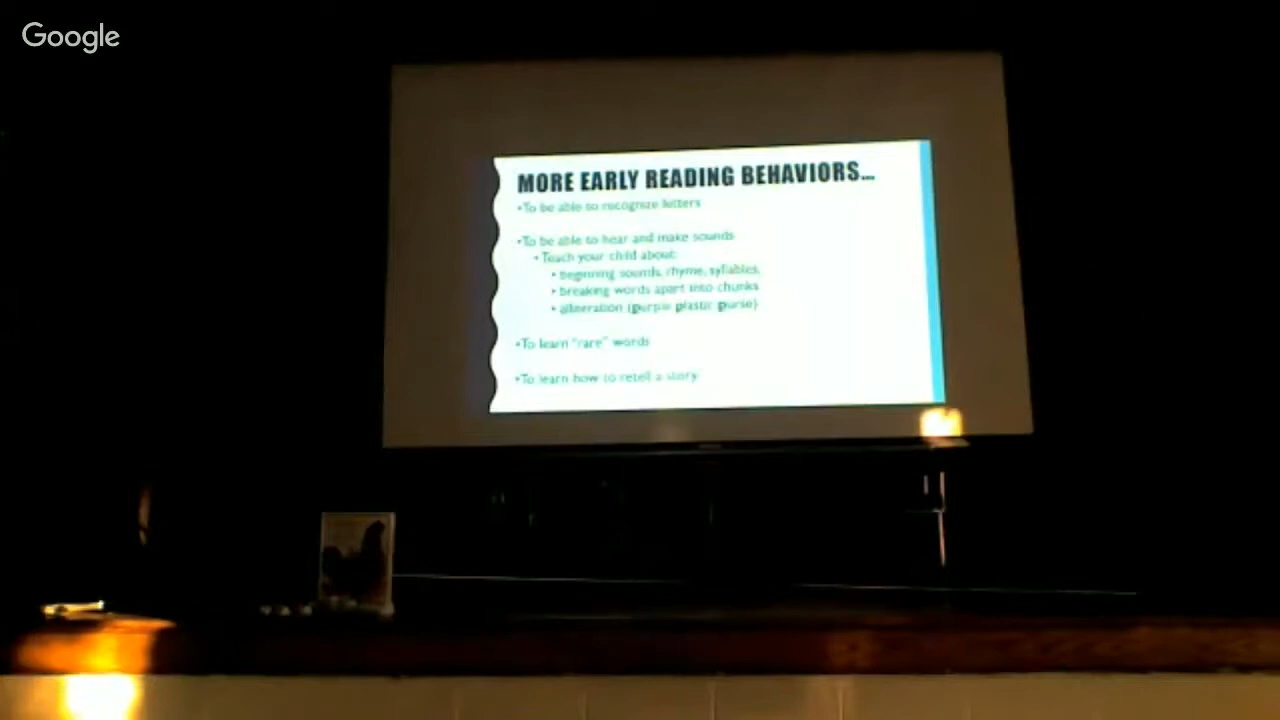 Google
MORE EARLY READING BEHAVIORS...
•To be able to recognize letters
•To be able to hear and make sounds
• Teach your child about:
• beginning sounds, rhyme, syllables,
• breaking words apart into chunks
• alliteration (purple plastic purse)
•To learn "rare" words
•To learn how to retell a story